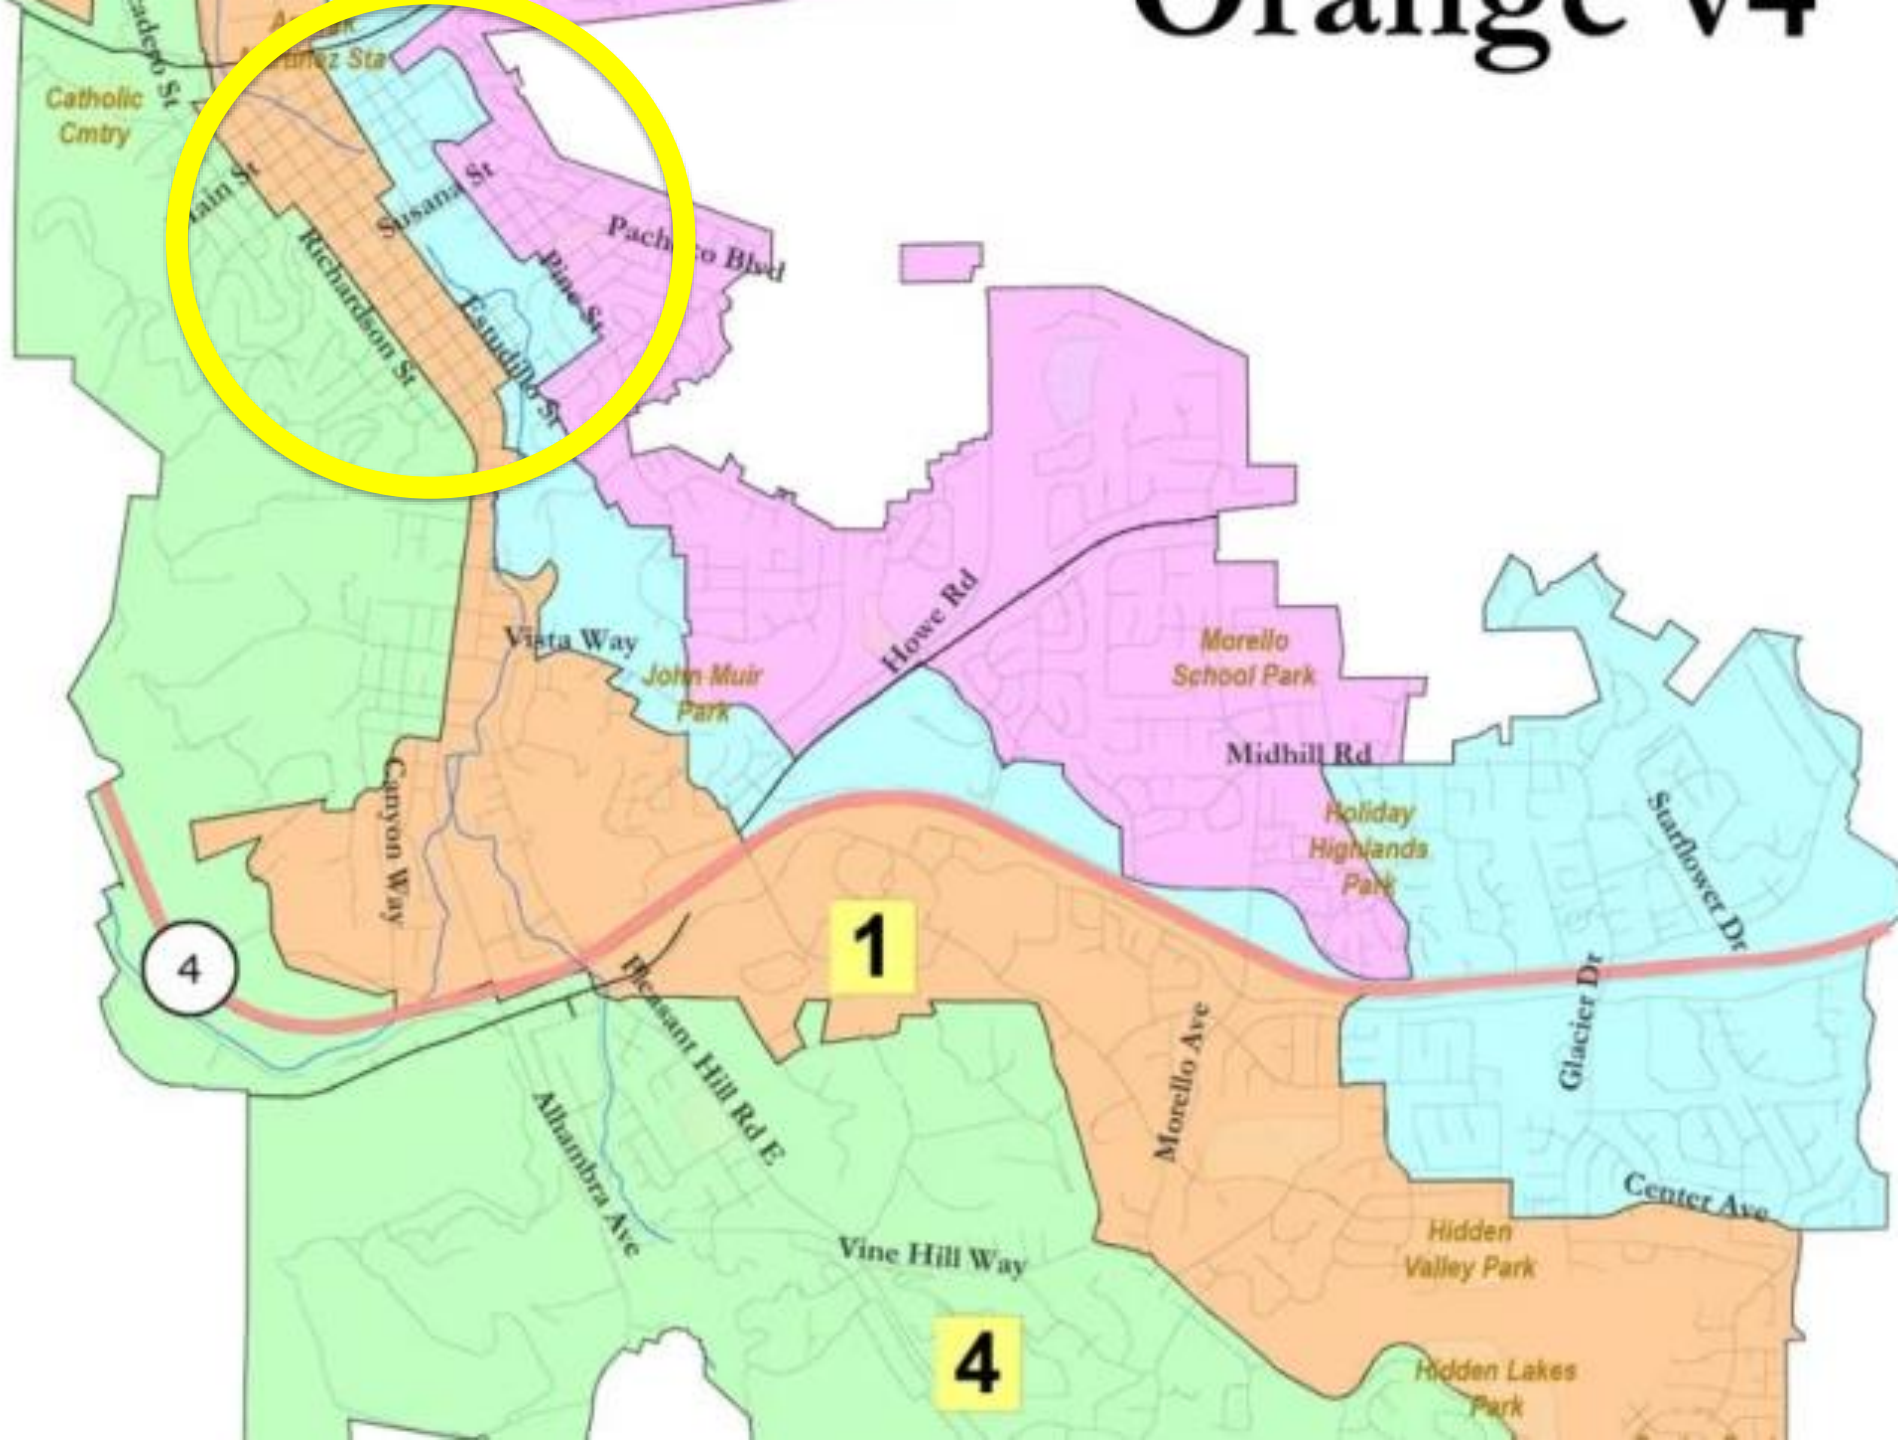 Orange v4
Catholic
Cmtry
Susana St
Pacheco Blvd
Pine St
Richardson St
Estudillo St
Howe Rd
Vista Way
John Muir
Park
Morello
School Park
Midhill Rd
Holiday
Highlands
Park
Starflower Dr
Canyon Way
1
4
Pleasant Hill Rd E
Glacier Dr
Morello Ave
Alhambra Ave
Center Ave
Hidden
Valley Park
Vine Hill Way
4
Hidden Lakes
Park